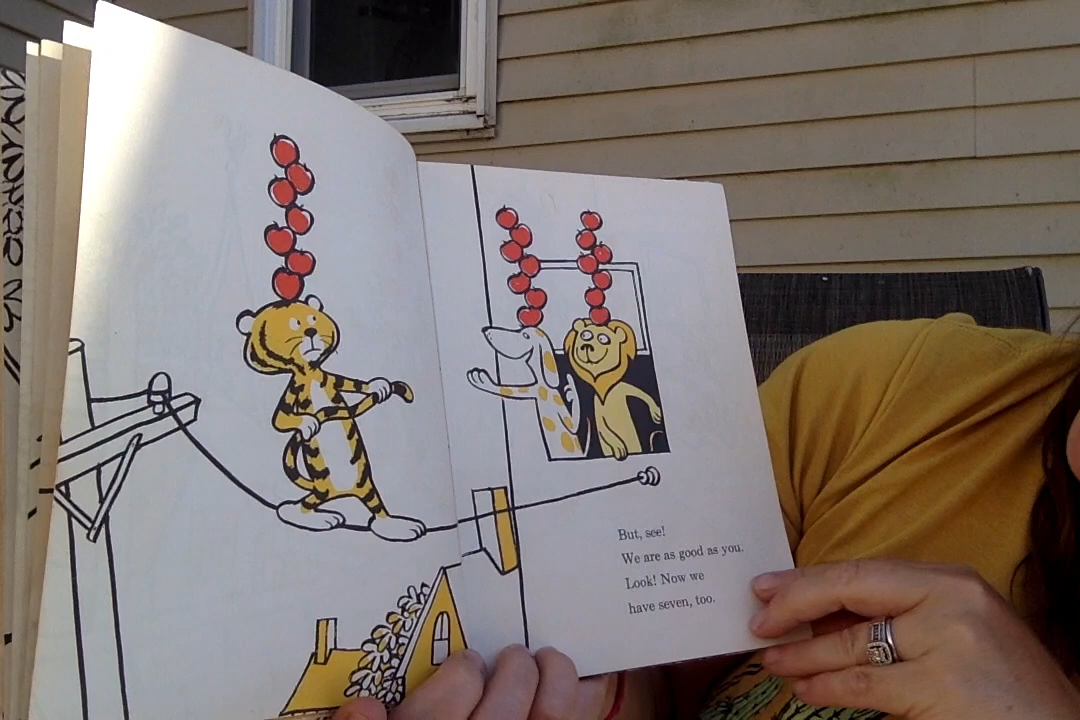 But, see!
We are as good as you.
Look! Now we
have seven, too.